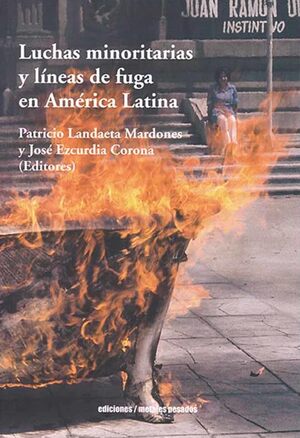 JUAN RAMON
INSTINTIVO
Luchas minoritarias
y líneas de fuga
en América Latina
Patricio Landaeta Mardones
y José Ezcurdia Corona
(Editores)
ediciones / metales pesados